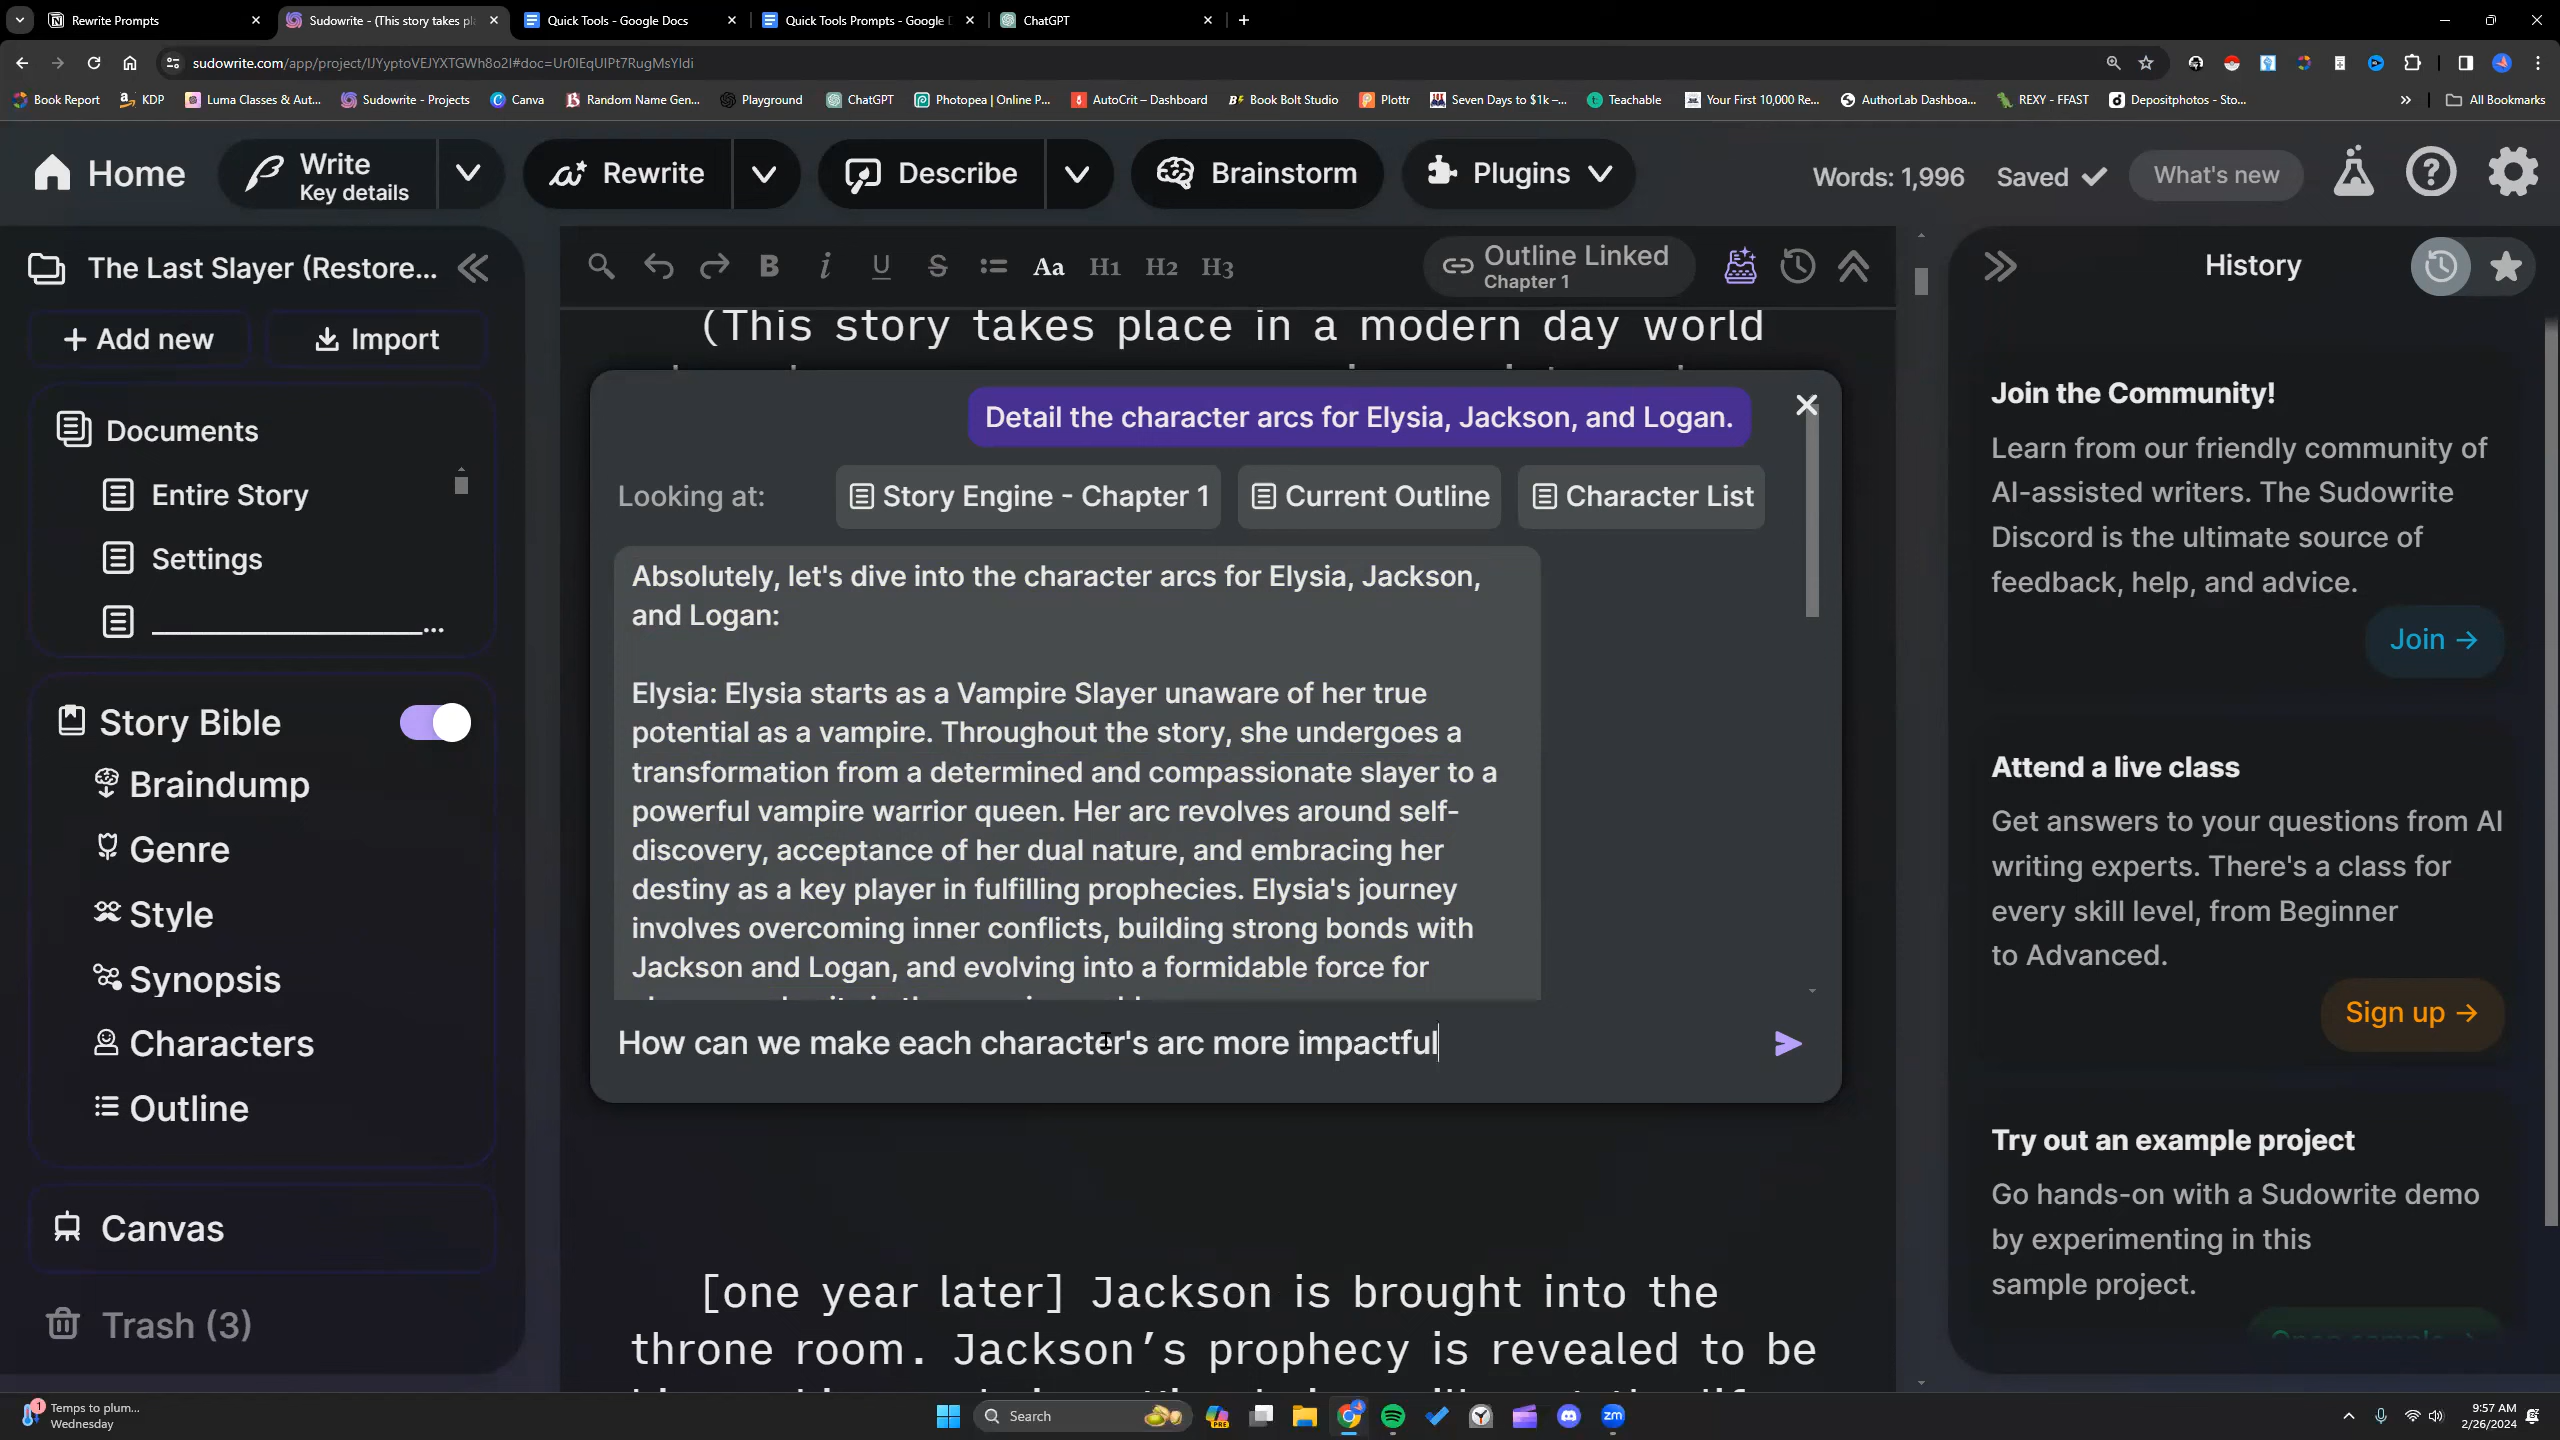 Rewrite Prompts
Sudowrite - (This story takes pl
Quick Tools - Google Docs
Quick Tools Prompts - Google D
ChatGPT
sudowrite.com/app/project/IJYyptoVEJYXTGWh8o2I#doc=Ur0IEqUIPt7RugMsYIdi
Book Report
KDP
Luma Classes & Aut...
Sudowrite - Projects
Canva
Random Name Gen...
Playground
ChatGPT
Photopea | Online P...
AutoCrit – Dashboard
Book Bolt Studio
Plottr
Seven Days to $1k –...
Teachable
Your First 10,000 Re...
AuthorLab Dashboa...
REXY - FFAST
Depositphotos - Sto...
All Bookmarks
Home
Write
Key details
Rewrite
Describe
Brainstorm
Plugins
Words: 1,996
Saved
What's new
The Last Slayer (Restore...
+ Add new
Import
Documents
Entire Story
Settings
____________________...
Story Bible
Braindump
Genre
Style
Synopsis
Characters
Outline
Canvas
Trash (3)
B i U S Aa H1 H2 H3
Outline Linked
Chapter 1
(This story takes place in a modern day world
Detail the character arcs for Elysia, Jackson, and Logan.
Looking at:
Story Engine - Chapter 1
Current Outline
Character List
Absolutely, let's dive into the character arcs for Elysia, Jackson,
and Logan:
Elysia: Elysia starts as a Vampire Slayer unaware of her true
potential as a vampire. Throughout the story, she undergoes a
transformation from a determined and compassionate slayer to a
powerful vampire warrior queen. Her arc revolves around self-
discovery, acceptance of her dual nature, and embracing her
destiny as a key player in fulfilling prophecies. Elysia's journey
involves overcoming inner conflicts, building strong bonds with
Jackson and Logan, and evolving into a formidable force for
How can we make each character's arc more impactful
[one year later] Jackson is brought into the
throne room. Jackson’s prophecy is revealed to be
History
Join the Community!
Learn from our friendly community of
AI-assisted writers. The Sudowrite
Discord is the ultimate source of
feedback, help, and advice.
Join →
Attend a live class
Get answers to your questions from AI
writing experts. There's a class for
every skill level, from Beginner
to Advanced.
Sign up →
Try out an example project
Go hands-on with a Sudowrite demo
by experimenting in this
sample project.
1
Temps to plum...
Wednesday
Search
PRE
zm
9:57 AM
2/26/2024